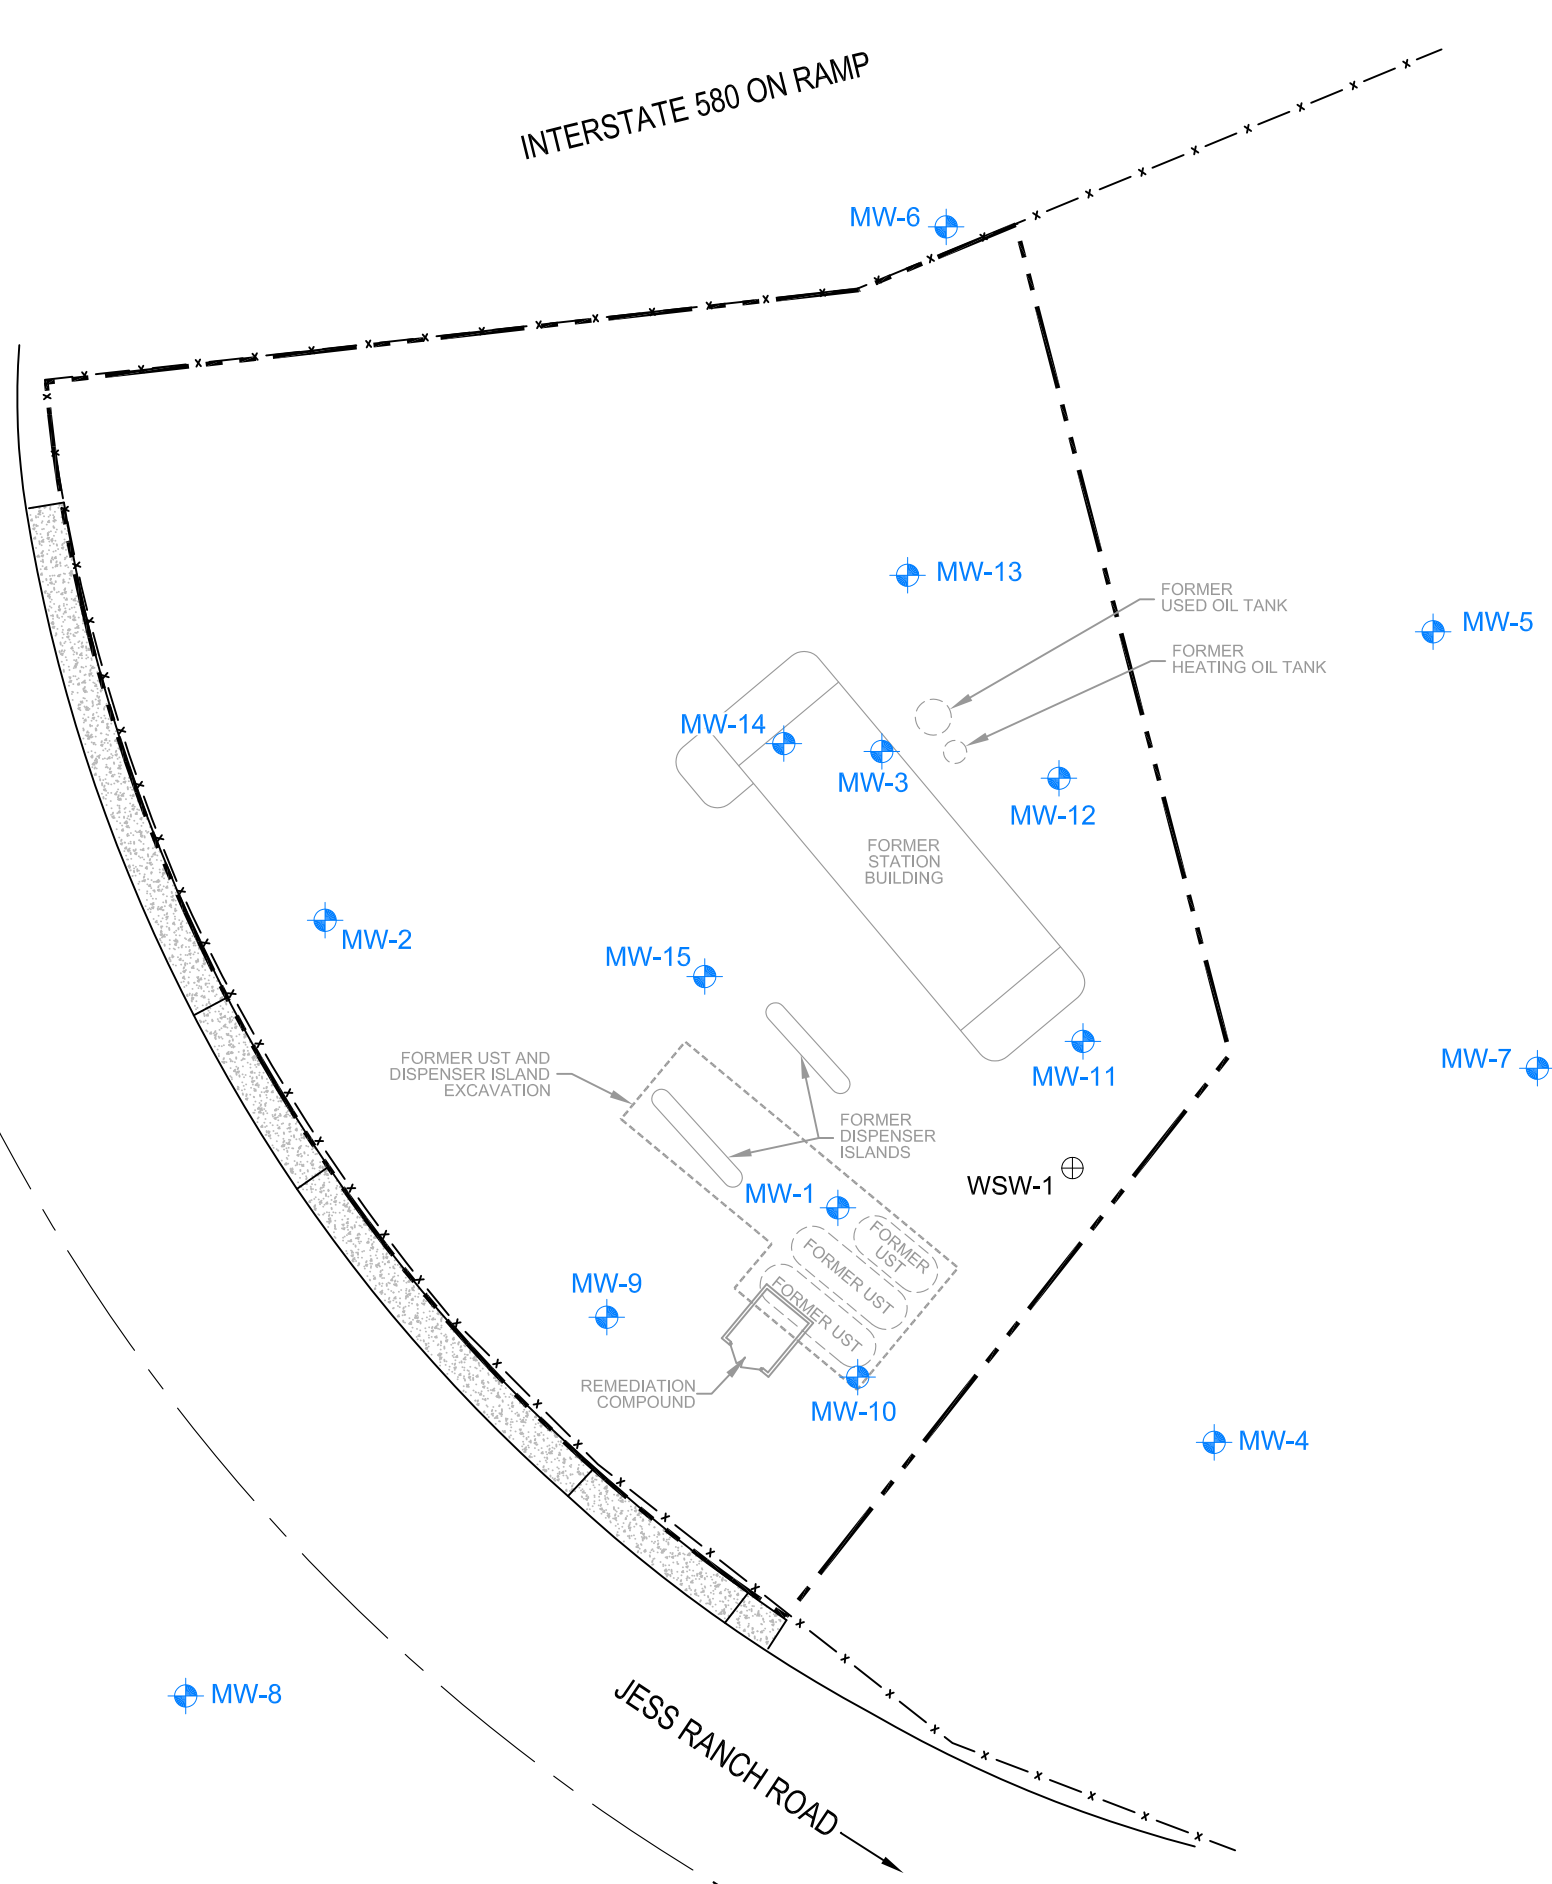 INTERSTATE 580 ON RAMP
MW-6
MW-13
FORMER
USED OIL TANK
MW-5
FORMER
HEATING OIL TANK
MW-14
MW-3
MW-12
FORMER
STATION
BUILDING
MW-2
MW-15
FORMER UST AND
DISPENSER ISLAND
EXCAVATION
MW-11
MW-7
FORMER
DISPENSER
ISLANDS
WSW-1
MW-1
FORMER
UST
FORMER UST
FORMER UST
MW-9
REMEDIATION
COMPOUND
MW-10
MW-4
MW-8
JESS RANCH ROAD